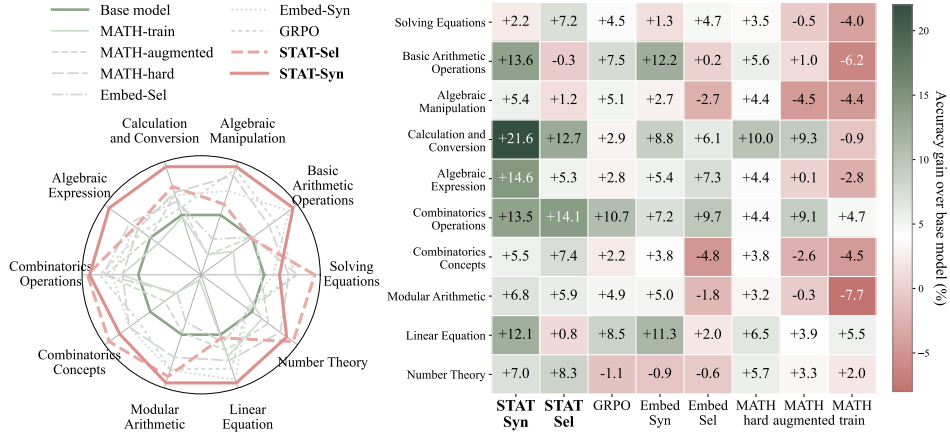 Base model
MATH-train
MATH-augmented
MATH-hard
Embed-Sel
Embed-Syn
GRPO
STAT-Sel
STAT-Syn
Calculation
and Conversion
Algebraic
Manipulation
Basic
Arithmetic
Operations
Solving
Equations
Number Theory
Linear
Equation
Modular
Arithmetic
Combinatorics
Concepts
Combinatorics
Operations
Algebraic
Expression
Solving Equations +2.2 +7.2 +4.5 +1.3 +4.7 +3.5 -0.5 -4.0
Basic Arithmetic
Operations +13.6 -0.3 +7.5 +12.2 +0.2 +5.6 +1.0 -6.2
Algebraic
Manipulation +5.4 +1.2 +5.1 +2.7 -2.7 +4.4 -4.5 -4.4
Calculation and
Conversion +21.6 +12.7 +2.9 +8.8 +6.1 +10.0 +9.3 -0.9
Algebraic
Expression +14.6 +5.3 +2.8 +5.4 +7.3 +4.4 +0.1 -2.8
Combinatorics
Operations +13.5 +14.1 +10.7 +7.2 +9.7 +4.4 +9.1 +4.7
Combinatorics
Concepts +5.5 +7.4 +2.2 +3.8 -4.8 +3.8 -2.6 -4.5
Modular Arithmetic +6.8 +5.9 +4.9 +5.0 -1.8 +3.2 -0.3 -7.7
Linear Equation +12.1 +0.8 +8.5 +11.3 +2.0 +6.5 +3.9 +5.5
Number Theory +7.0 +8.3 -1.1 -0.9 -0.6 +5.7 +3.3 +2.0
STAT STAT GRPO Embed Embed MATH MATH MATH
Syn Sel Syn Sel hard augmented train
20
15
10
5
0
−5
Accuracy gain over base model (%)